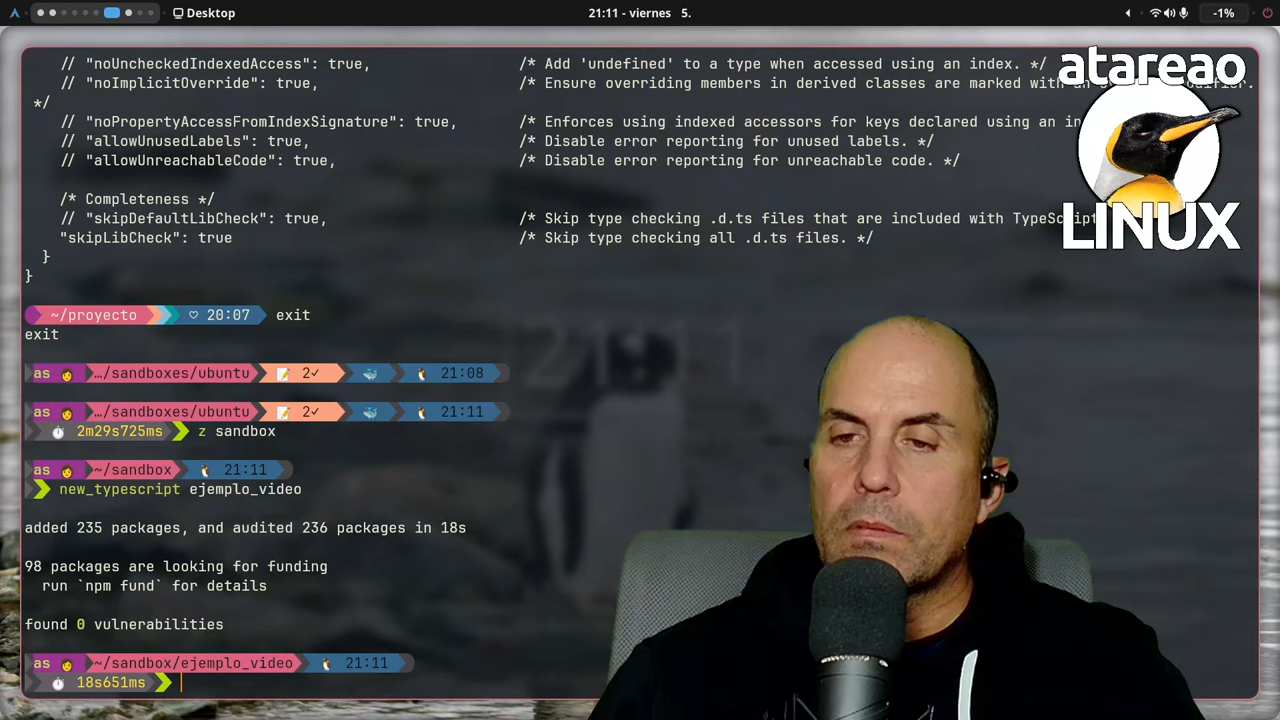 Desktop
21:11 - viernes 5.
-1%
// "noUncheckedIndexedAccess": true, /* Add 'undefined' to a type when accessed using an index. */
// "noImplicitOverride": true, /* Ensure overriding members in derived classes are marked with an
*/
// "noPropertyAccessFromIndexSignature": true, /* Enforces using indexed accessors for keys declared using an
// "allowUnusedLabels": true, /* Disable error reporting for unused labels. */
// "allowUnreachableCode": true, /* Disable error reporting for unreachable code. */
/* Completeness */
// "skipDefaultLibCheck": true, /* Skip type checking .d.ts files that are included with TypeScript
"skipLibCheck": true /* Skip type checking all .d.ts files. */
}
}
~/proyecto ♡ 20:07 exit
exit
as …/sandboxes/ubuntu 2✓ 21:08
as …/sandboxes/ubuntu 2✓ 21:11
2m29s725ms z sandbox
as ~/sandbox 21:11
new_typescript ejemplo_video
added 235 packages, and audited 236 packages in 18s
98 packages are looking for funding
run `npm fund` for details
found 0 vulnerabilities
as ~/sandbox/ejemplo_video 21:11
18s651ms
atareao
LINUX